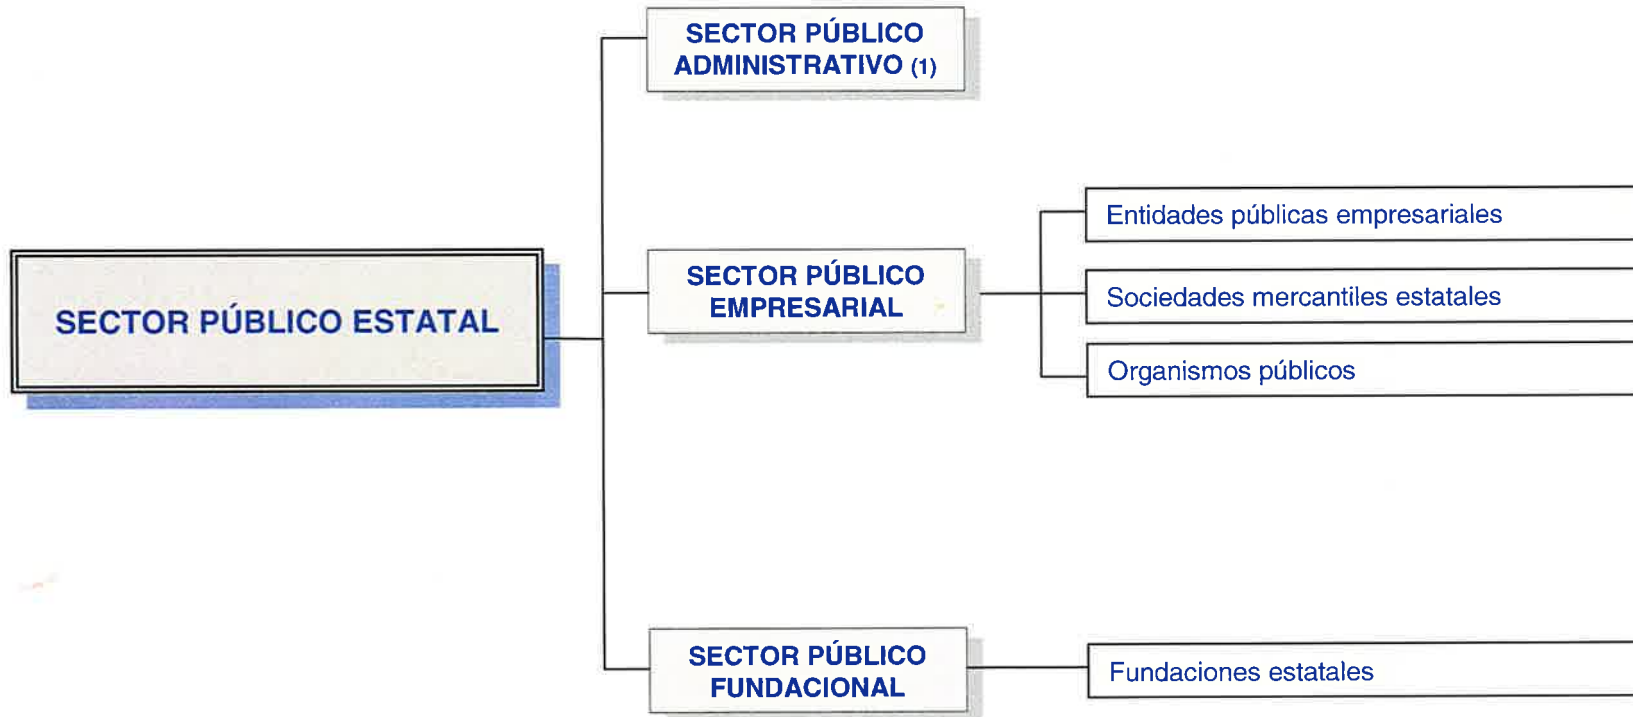 SECTOR PÚBLICO
ADMINISTRATIVO (1)
SECTOR PÚBLICO ESTATAL
SECTOR PÚBLICO
EMPRESARIAL
Entidades públicas empresariales
Sociedades mercantiles estatales
Organismos públicos
SECTOR PÚBLICO
FUNDACIONAL
Fundaciones estatales